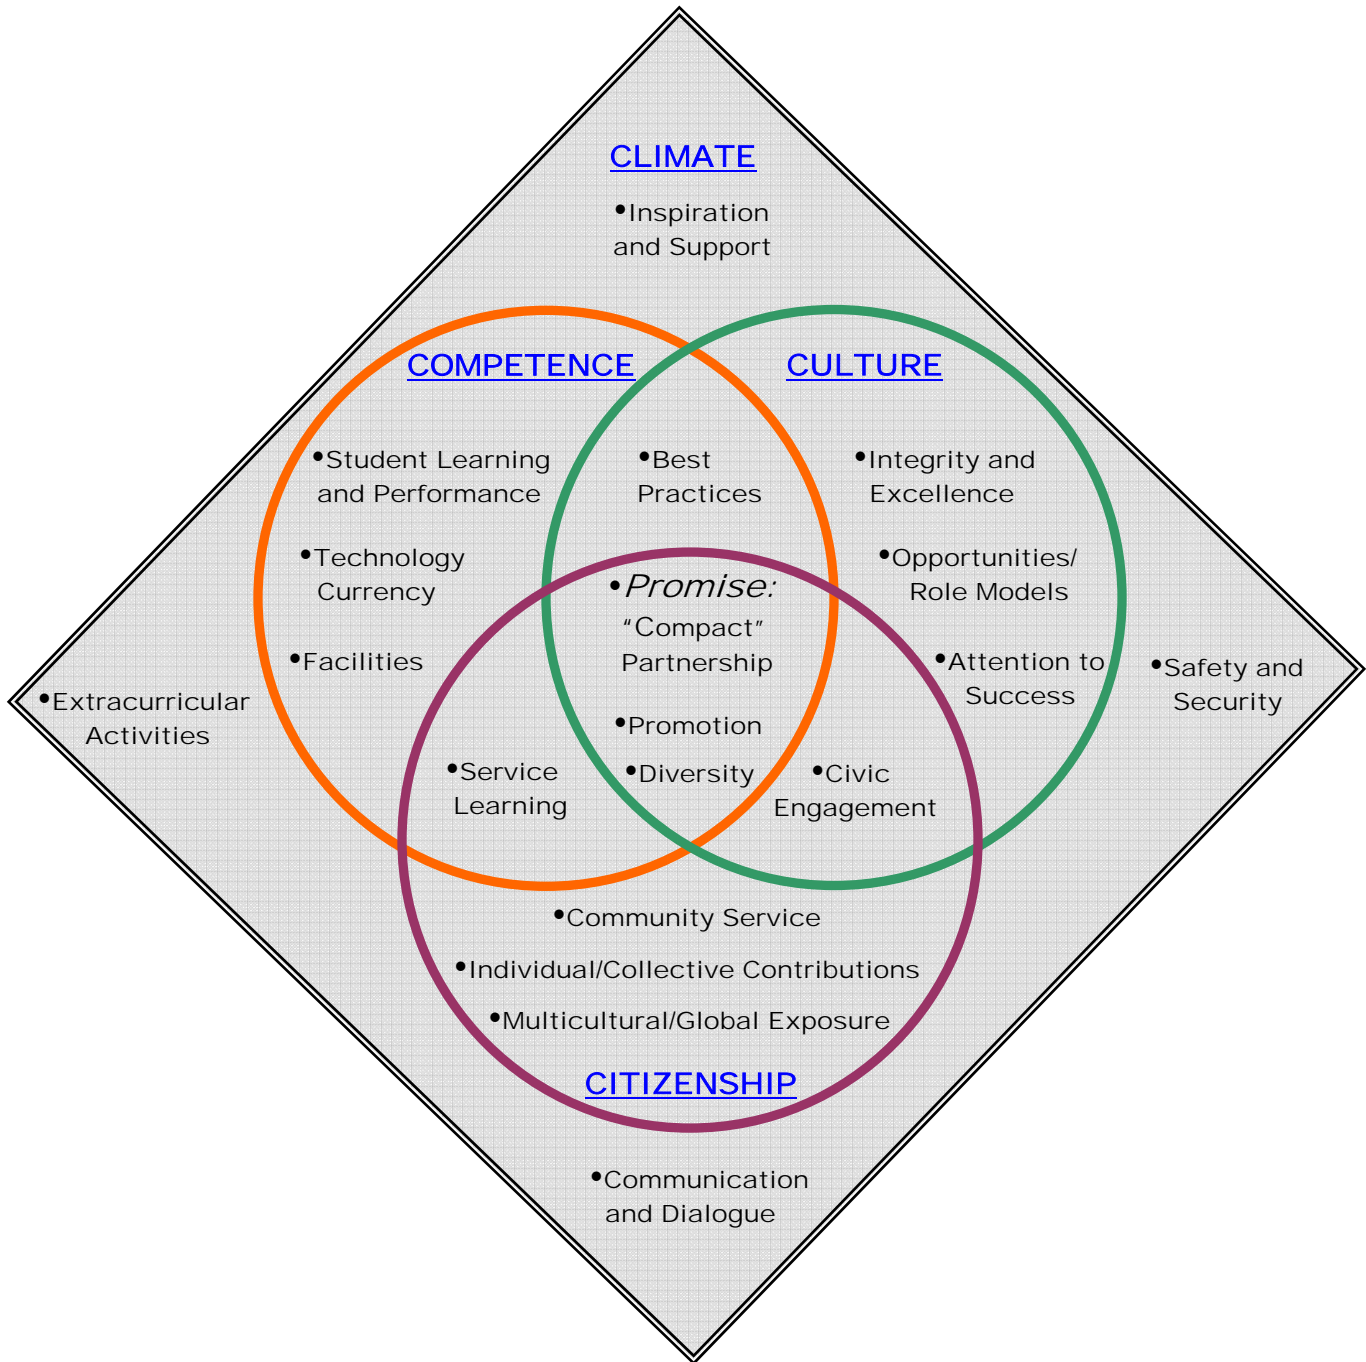 CLIMATE
•Inspiration
and Support
COMPETENCE
CULTURE
•Student Learning
and Performance
•Best
Practices
•Integrity and
Excellence
•Technology
Currency
•Promise:
“Compact”
Partnership
•Opportunities/
Role Models
•Facilities
•Attention to
Success
•Safety and
Security
•Extracurricular
Activities
•Promotion
•Service
Learning
•Diversity
•Civic
Engagement
•Community Service
•Individual/Collective Contributions
•Multicultural/Global Exposure
CITIZENSHIP
•Communication
and Dialogue